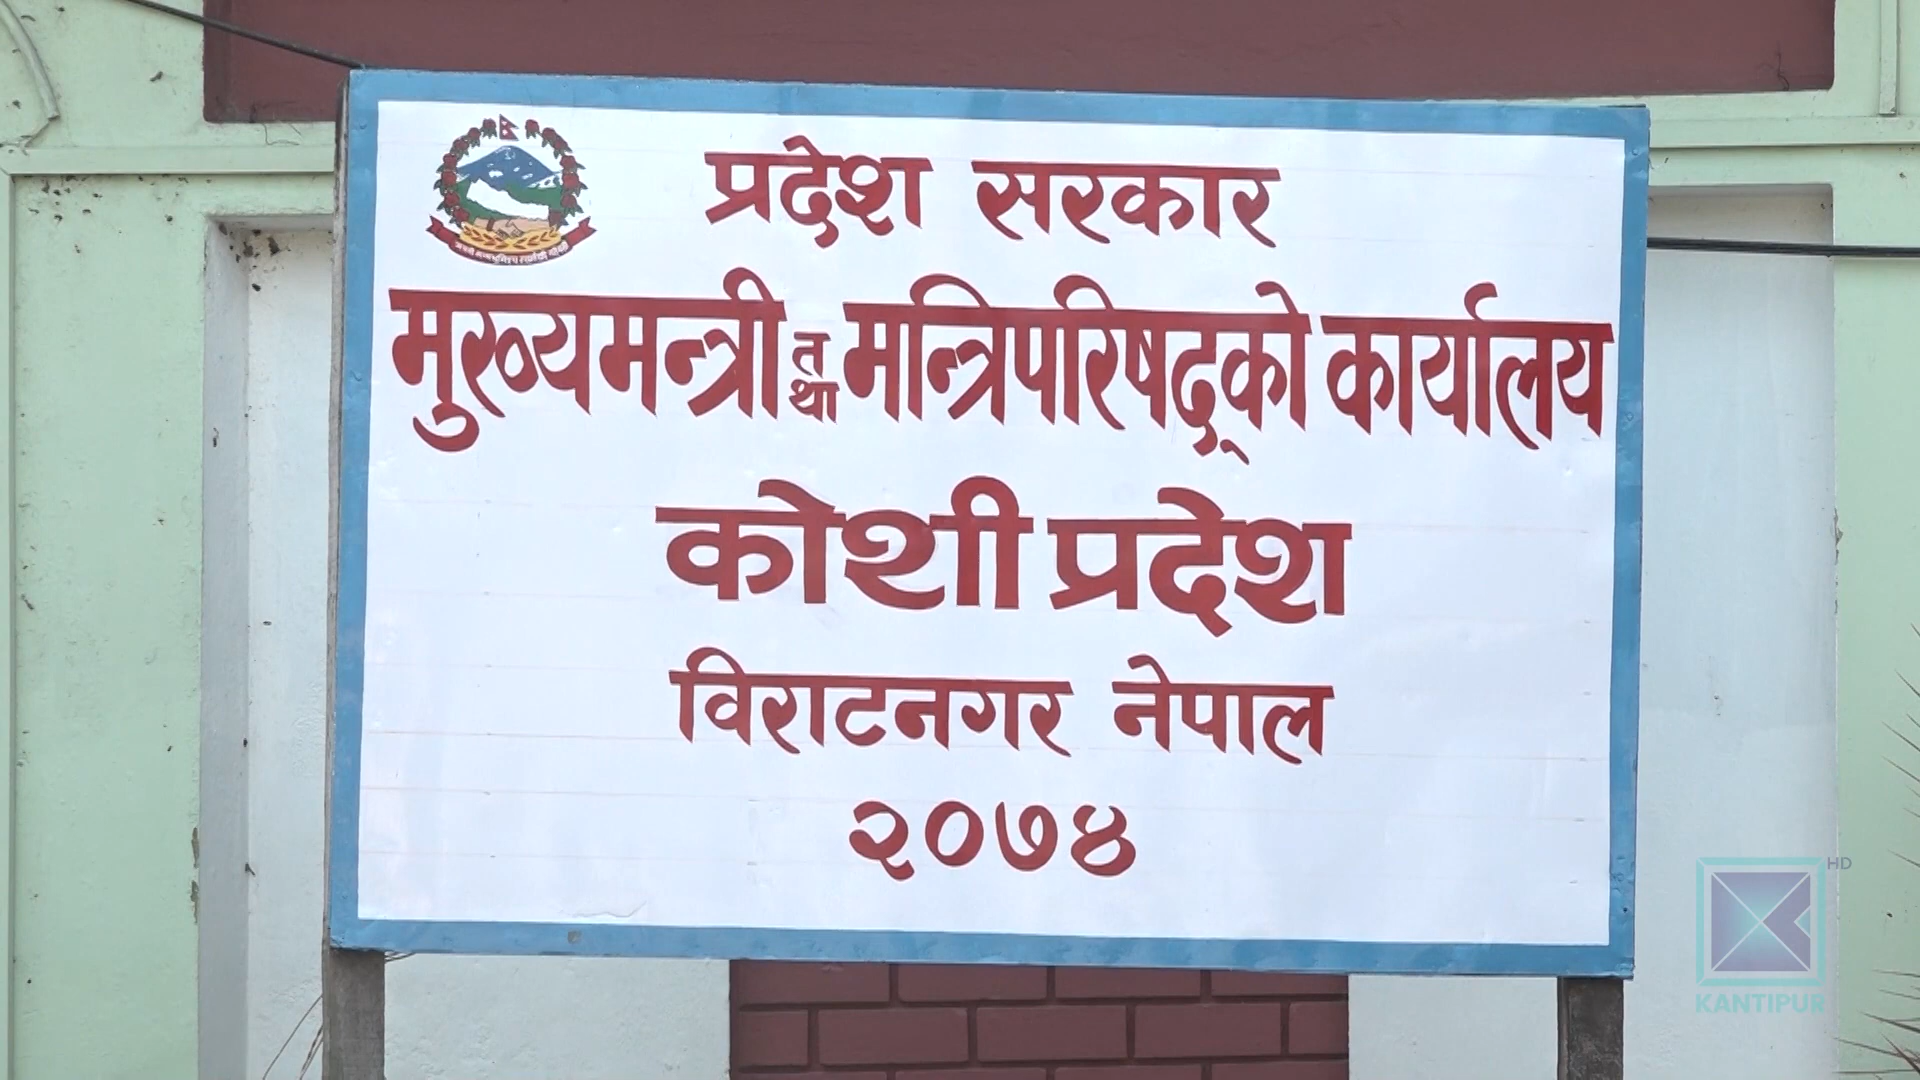 प्रदेश सरकार
मुख्यमन्त्री तथा मन्त्रिपरिषद्को कार्यालय
कोशी प्रदेश
विराटनगर नेपाल
२०७४
HD
KANTIPUR